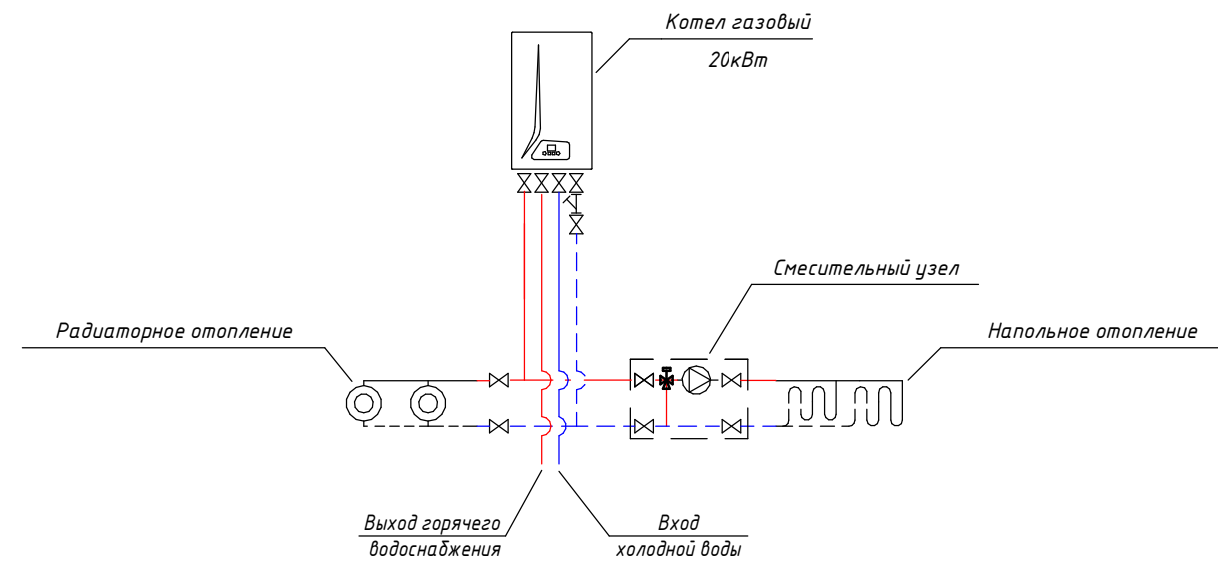 Котел газовый
20кВт
Смесительный узел
Радиаторное отопление
Напольное отопление
Выход горячего
водоснабжения
Вход
холодной воды